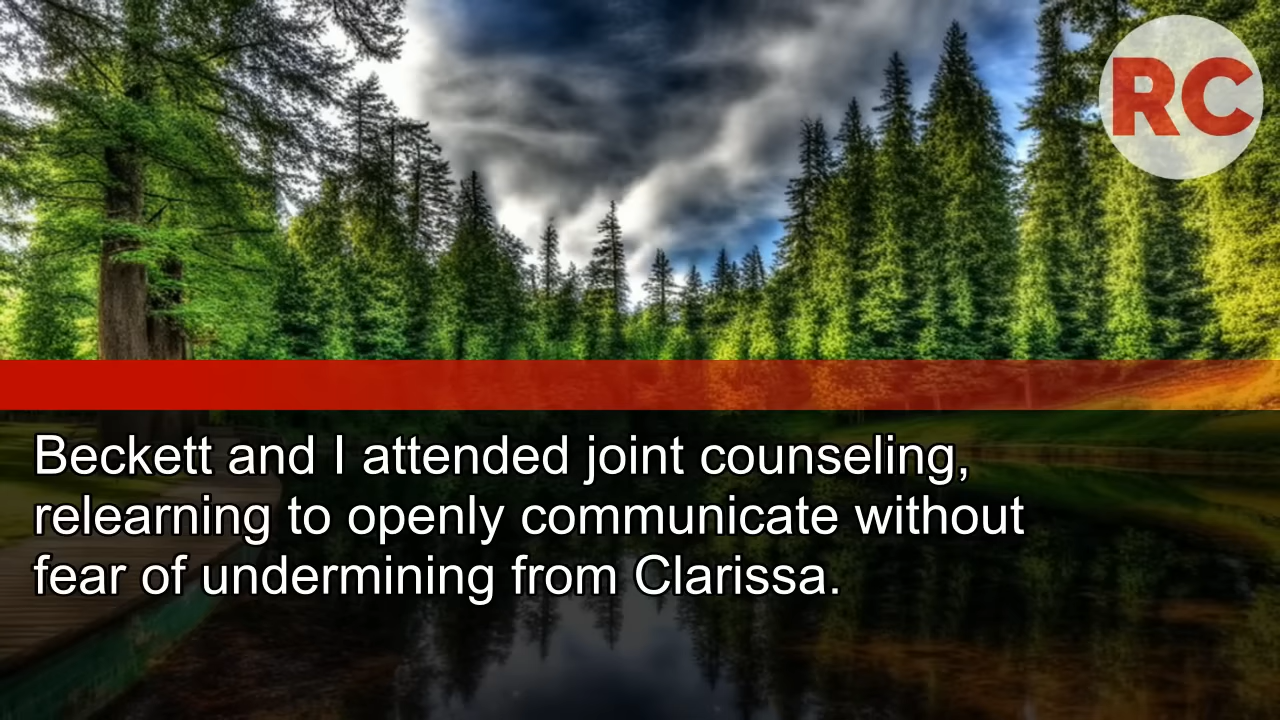 RC
Beckett and I attended joint counseling,
relearning to openly communicate without
fear of undermining from Clarissa.